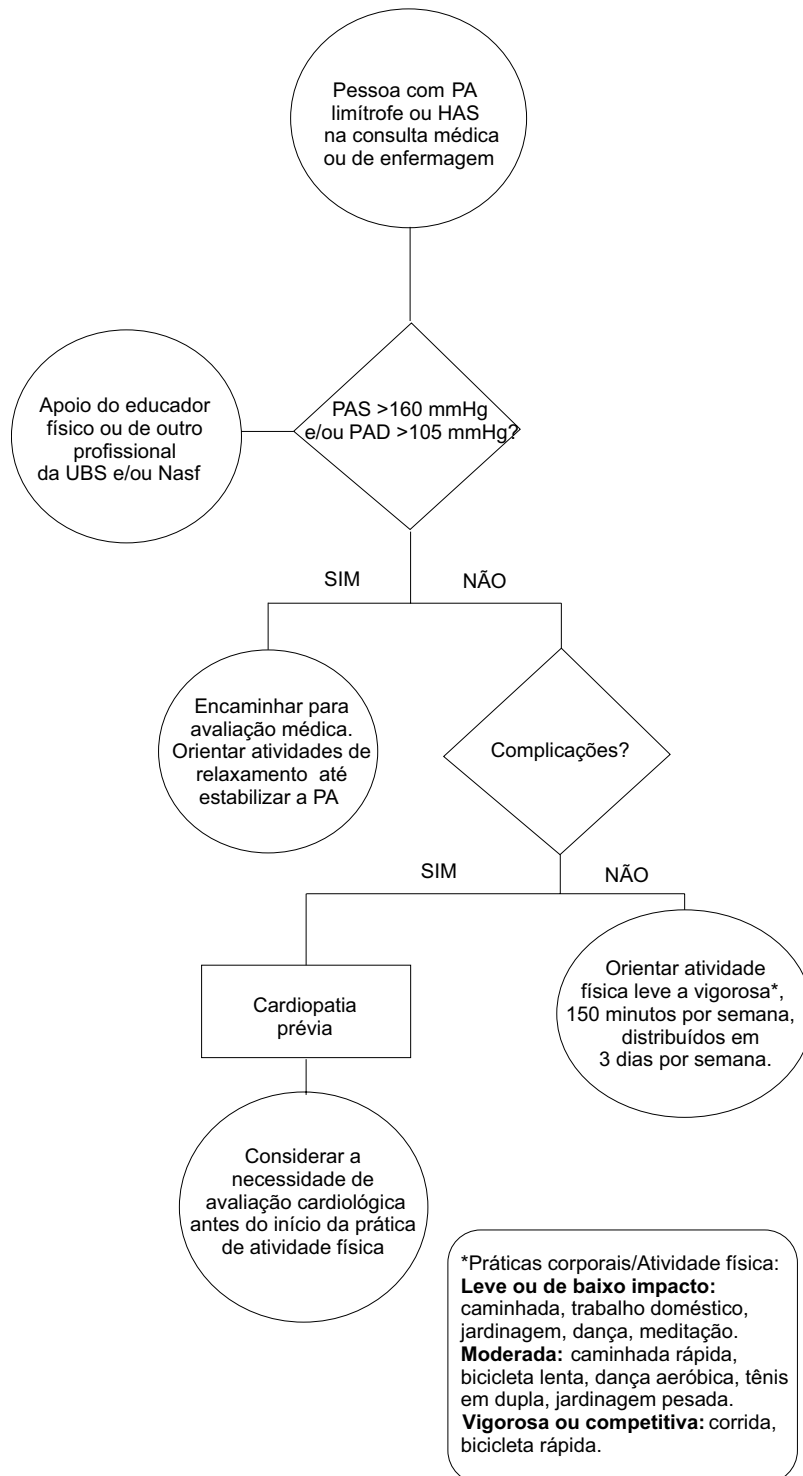 Pessoa com PA
limítrofe ou HAS
na consulta médica
ou de enfermagem
PAS >160 mmHg
e/ou PAD >105 mmHg?
Apoio do educador
físico ou de outro
profissional
da UBS e/ou Nasf
SIM
NÃO
Encaminhar para
avaliação médica.
Orientar atividades de
relaxamento até
estabilizar a PA
Complicações?
SIM
NÃO
Cardiopatia
prévia
Orientar atividade
física leve a vigorosa*,
150 minutos por semana,
distribuídos em
3 dias por semana.
Considerar a
necessidade de
avaliação cardiológica
antes do início da prática
de atividade física
*Práticas corporais/Atividade física:
Leve ou de baixo impacto:
caminhada, trabalho doméstico,
jardinagem, dança, meditação.
Moderada: caminhada rápida,
bicicleta lenta, dança aeróbica, tênis
em dupla, jardinagem pesada.
Vigorosa ou competitiva: corrida,
bicicleta rápida.